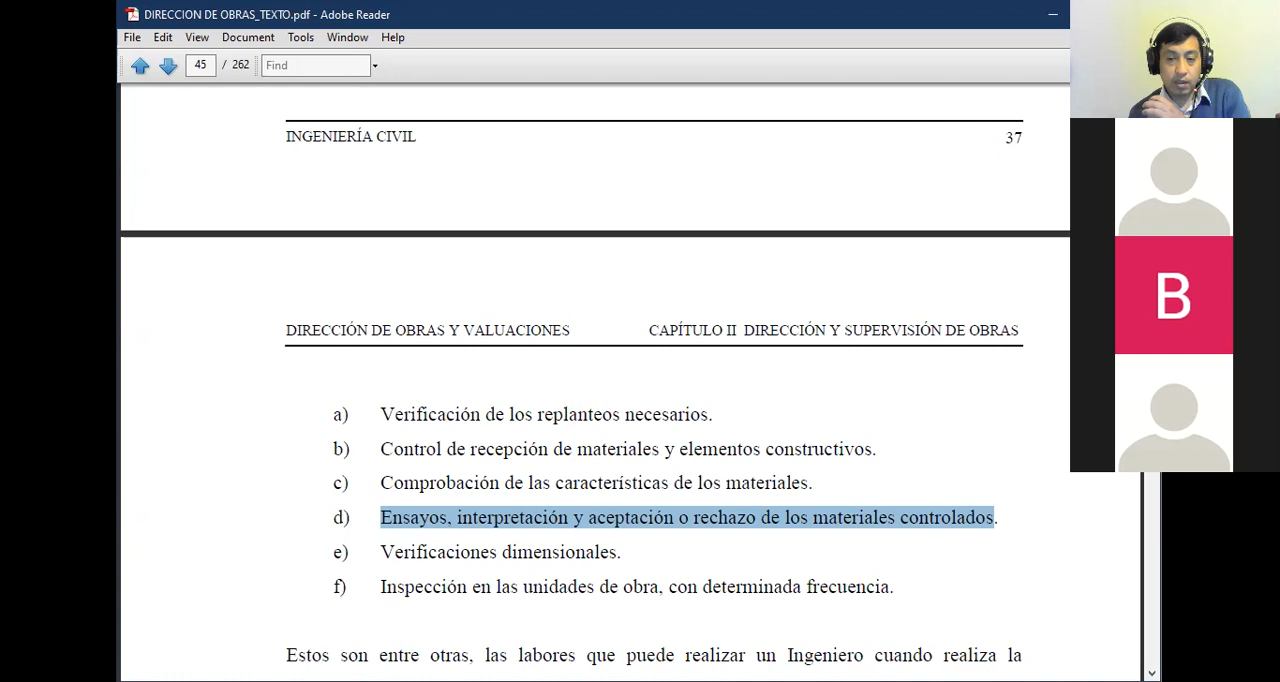 DIRECCION DE OBRAS_TEXTO.pdf - Adobe Reader
File Edit View Document Tools Window Help
45 / 262 Find
INGENIERÍA CIVIL 37
DIRECCIÓN DE OBRAS Y VALUACIONES CAPÍTULO II DIRECCIÓN Y SUPERVISIÓN DE OBRAS
a) Verificación de los replanteos necesarios.
b) Control de recepción de materiales y elementos constructivos.
c) Comprobación de las características de los materiales.
d) Ensayos, interpretación y aceptación o rechazo de los materiales controlados.
e) Verificaciones dimensionales.
f) Inspección en las unidades de obra, con determinada frecuencia.
Estos son entre otras, las labores que puede realizar un Ingeniero cuando realiza la
B